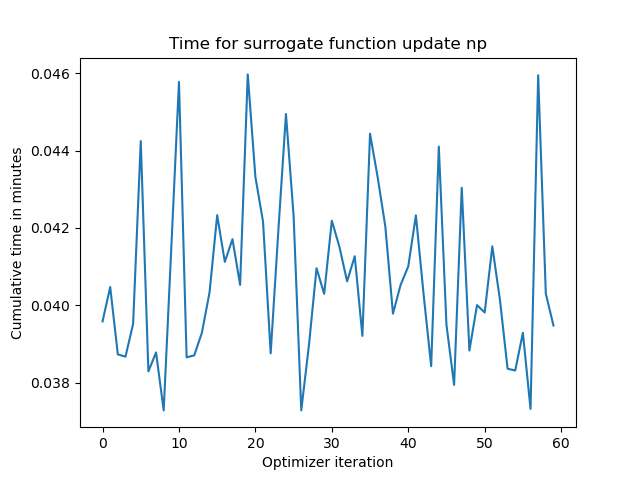 Time for surrogate function update np
0.046
0.044
0.042
0.040
0.038
Cumulative time in minutes
0 10 20 30 40 50 60
Optimizer iteration